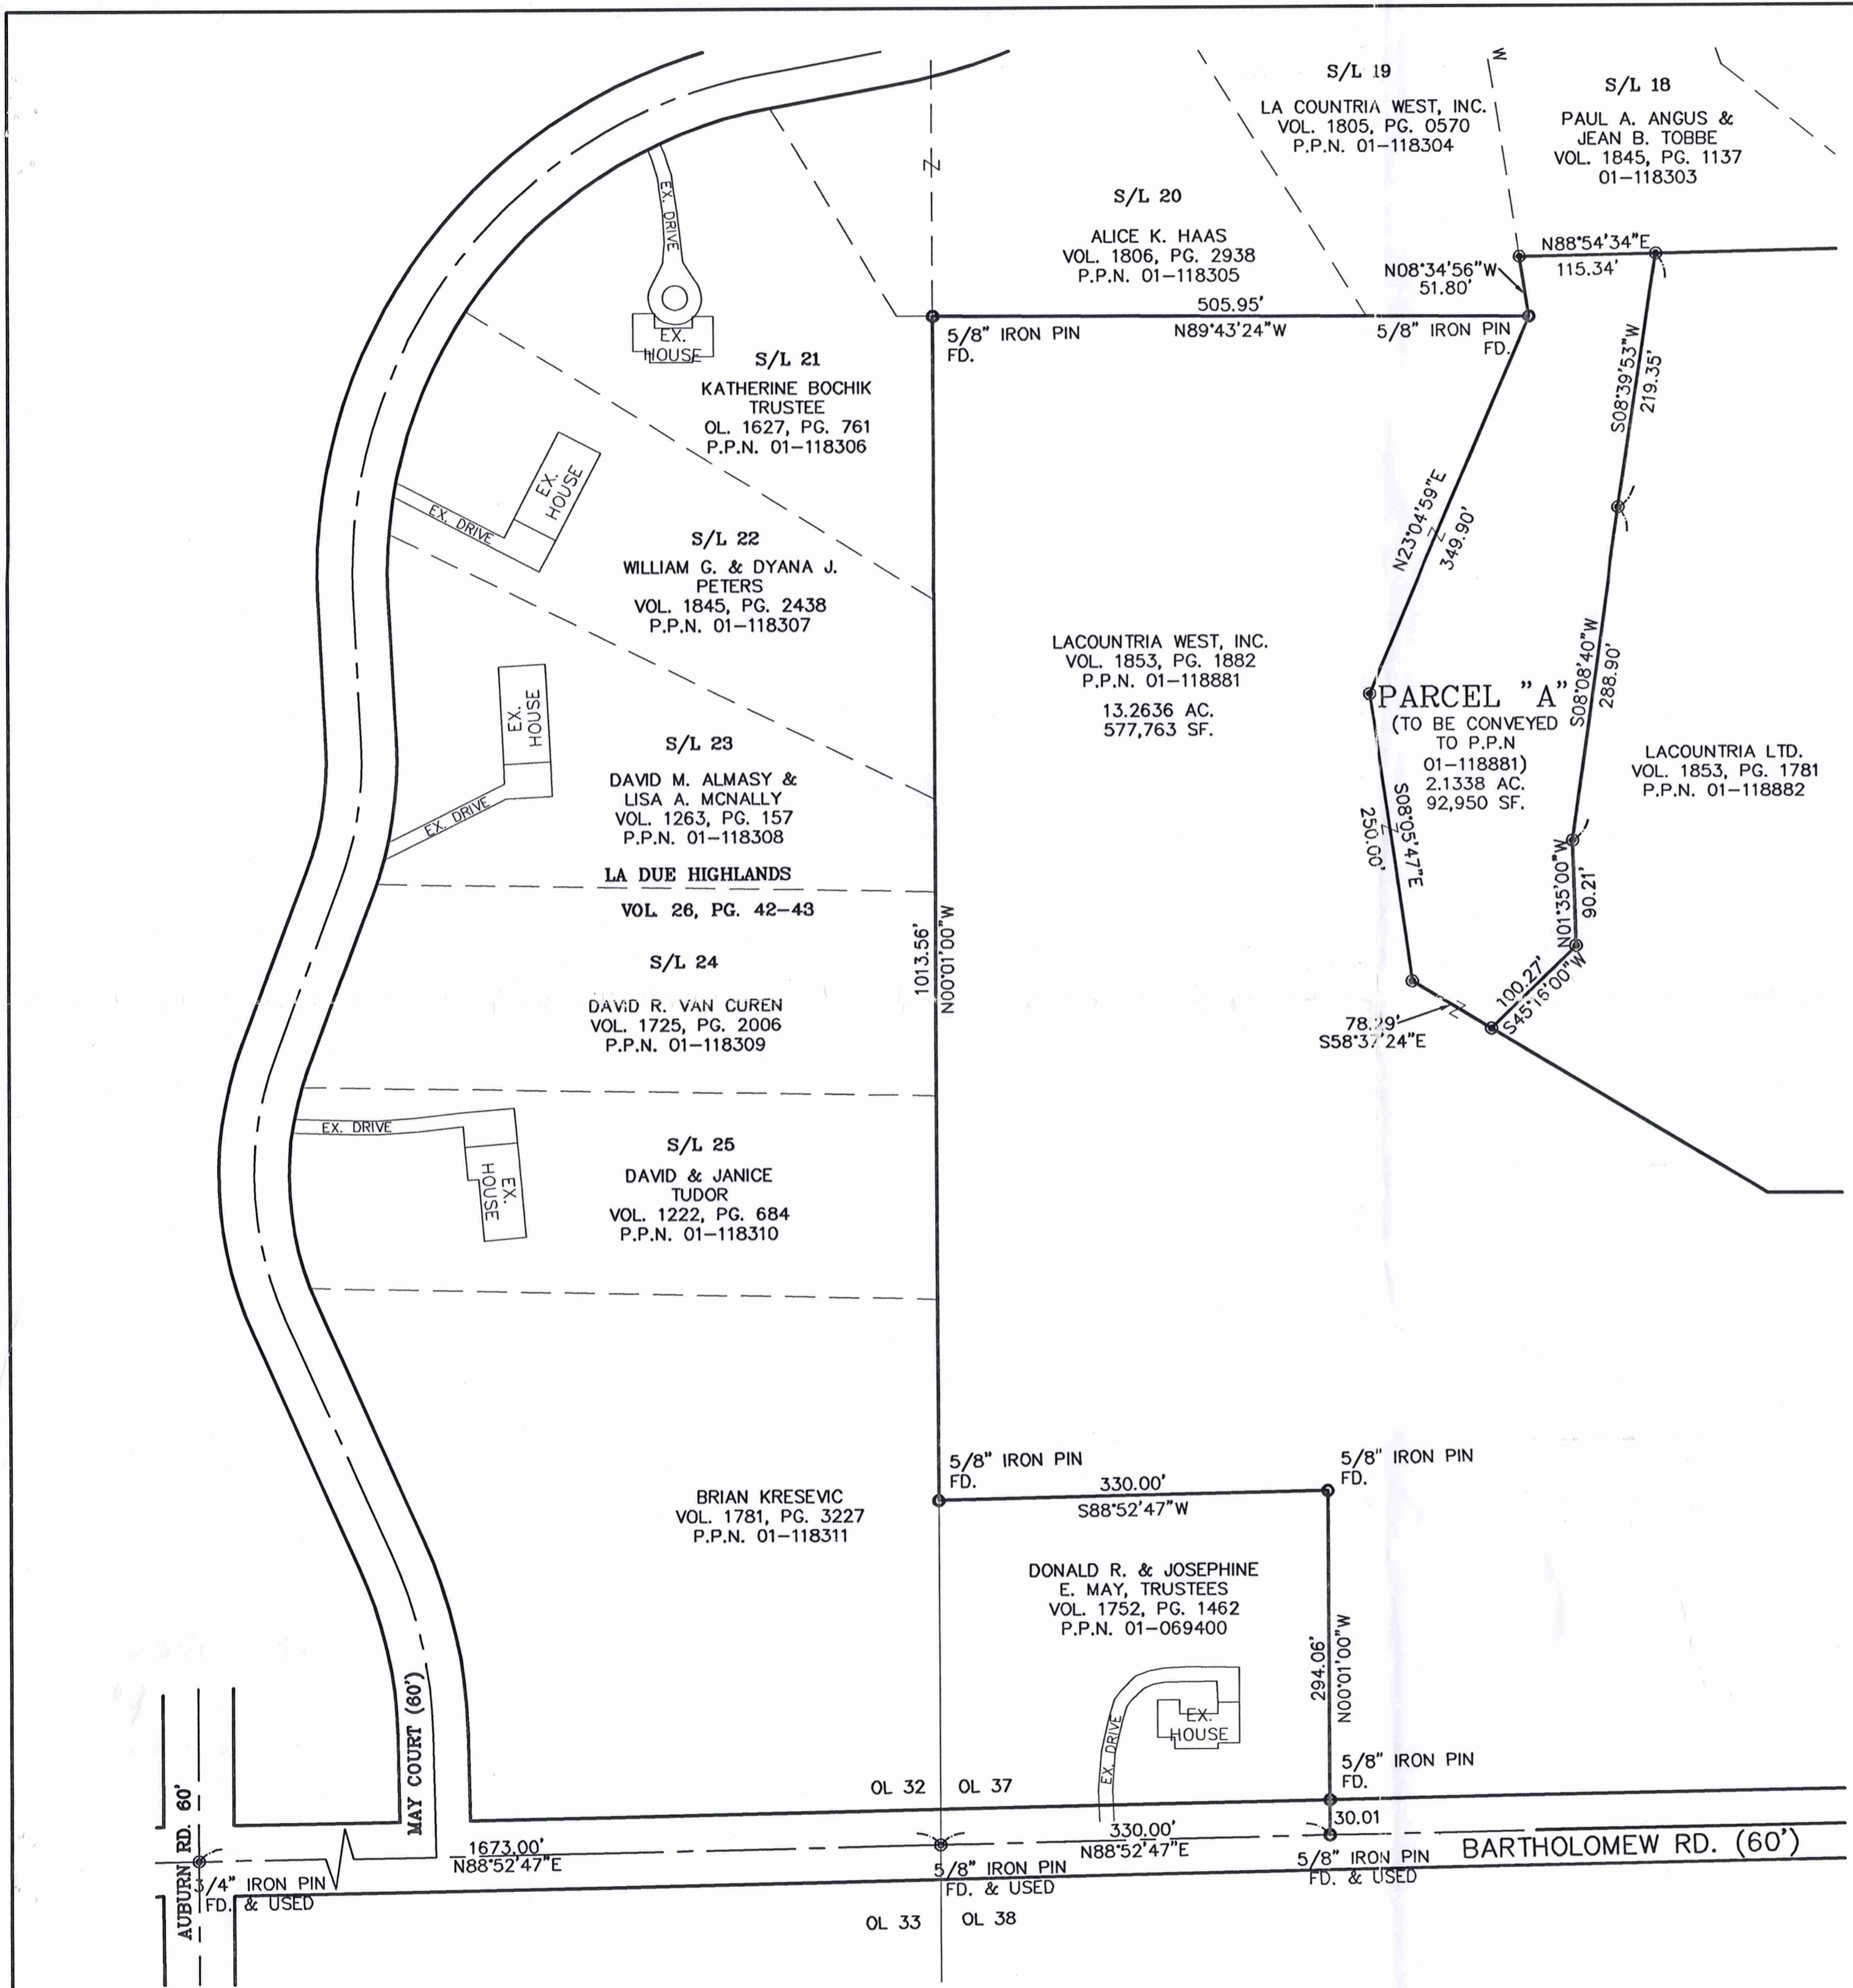 S/L 19
LA COUNTRIA WEST, INC.
VOL. 1805, PG. 0570
P.P.N. 01-118304
S/L 18
PAUL A. ANGUS &
JEAN B. TOBBE
VOL. 1845, PG. 1137
01-118303
S/L 20
ALICE K. HAAS
VOL. 1806, PG. 2938
P.P.N. 01-118305
505.95'
N89°43'24"W
5/8" IRON PIN
FD.
5/8" IRON PIN
FD.
N08°34'56"W
51.80'
N88°54'34"E
115.34'
S08°39'53"W
219.35'
EX. DRIVE
EX.
HOUSE
S/L 21
KATHERINE BOCHIK
TRUSTEE
OL. 1627, PG. 761
P.P.N. 01-118306
EX.
HOUSE
EX. DRIVE
S/L 22
WILLIAM G. & DYANA J.
PETERS
VOL. 1845, PG. 2438
P.P.N. 01-118307
N23°04'59"E
349.90'
LACOUNTRIA WEST, INC.
VOL. 1853, PG. 1882
P.P.N. 01-118881
13.2636 AC.
577,763 SF.
PARCEL "A"
(TO BE CONVEYED
TO P.P.N
01-118881)
2.1338 AC.
92,950 SF.
S08°08'40"W
288.90'
LACOUNTRIA LTD.
VOL. 1853, PG. 1781
P.P.N. 01-118882
EX.
HOUSE
EX. DRIVE
S/L 23
DAVID M. ALMASY &
LISA A. MCNALLY
VOL. 1263, PG. 157
P.P.N. 01-118308
LA DUE HIGHLANDS
VOL. 26, PG. 42-43
S08°05'47"E
250.00'
N01°35'00"W
90.21'
100.27'
S45°16'00"W
78.29'
S58°37'24"E
1013.56'
N00°01'00"W
S/L 24
DAVID R. VAN CUREN
VOL. 1725, PG. 2006
P.P.N. 01-118309
EX. DRIVE
EX.
HOUSE
S/L 25
DAVID & JANICE
TUDOR
VOL. 1222, PG. 684
P.P.N. 01-118310
BRIAN KRESEVIC
VOL. 1781, PG. 3227
P.P.N. 01-118311
5/8" IRON PIN
FD.
330.00'
S88°52'47"W
5/8" IRON PIN
FD.
DONALD R. & JOSEPHINE
E. MAY, TRUSTEES
VOL. 1752, PG. 1462
P.P.N. 01-069400
294.06'
N00°01'00"W
EX.
HOUSE
EX. DRIVE
5/8" IRON PIN
FD.
30.01
OL 32
OL 37
MAY COURT (60')
AUBURN RD. 60'
1673.00'
N88°52'47"E
330.00'
N88°52'47"E
BARTHOLOMEW RD. (60')
3/4" IRON PIN
FD. & USED
5/8" IRON PIN
FD. & USED
5/8" IRON PIN
FD. & USED
OL 33
OL 38
Z
Z
Z
Z
Z